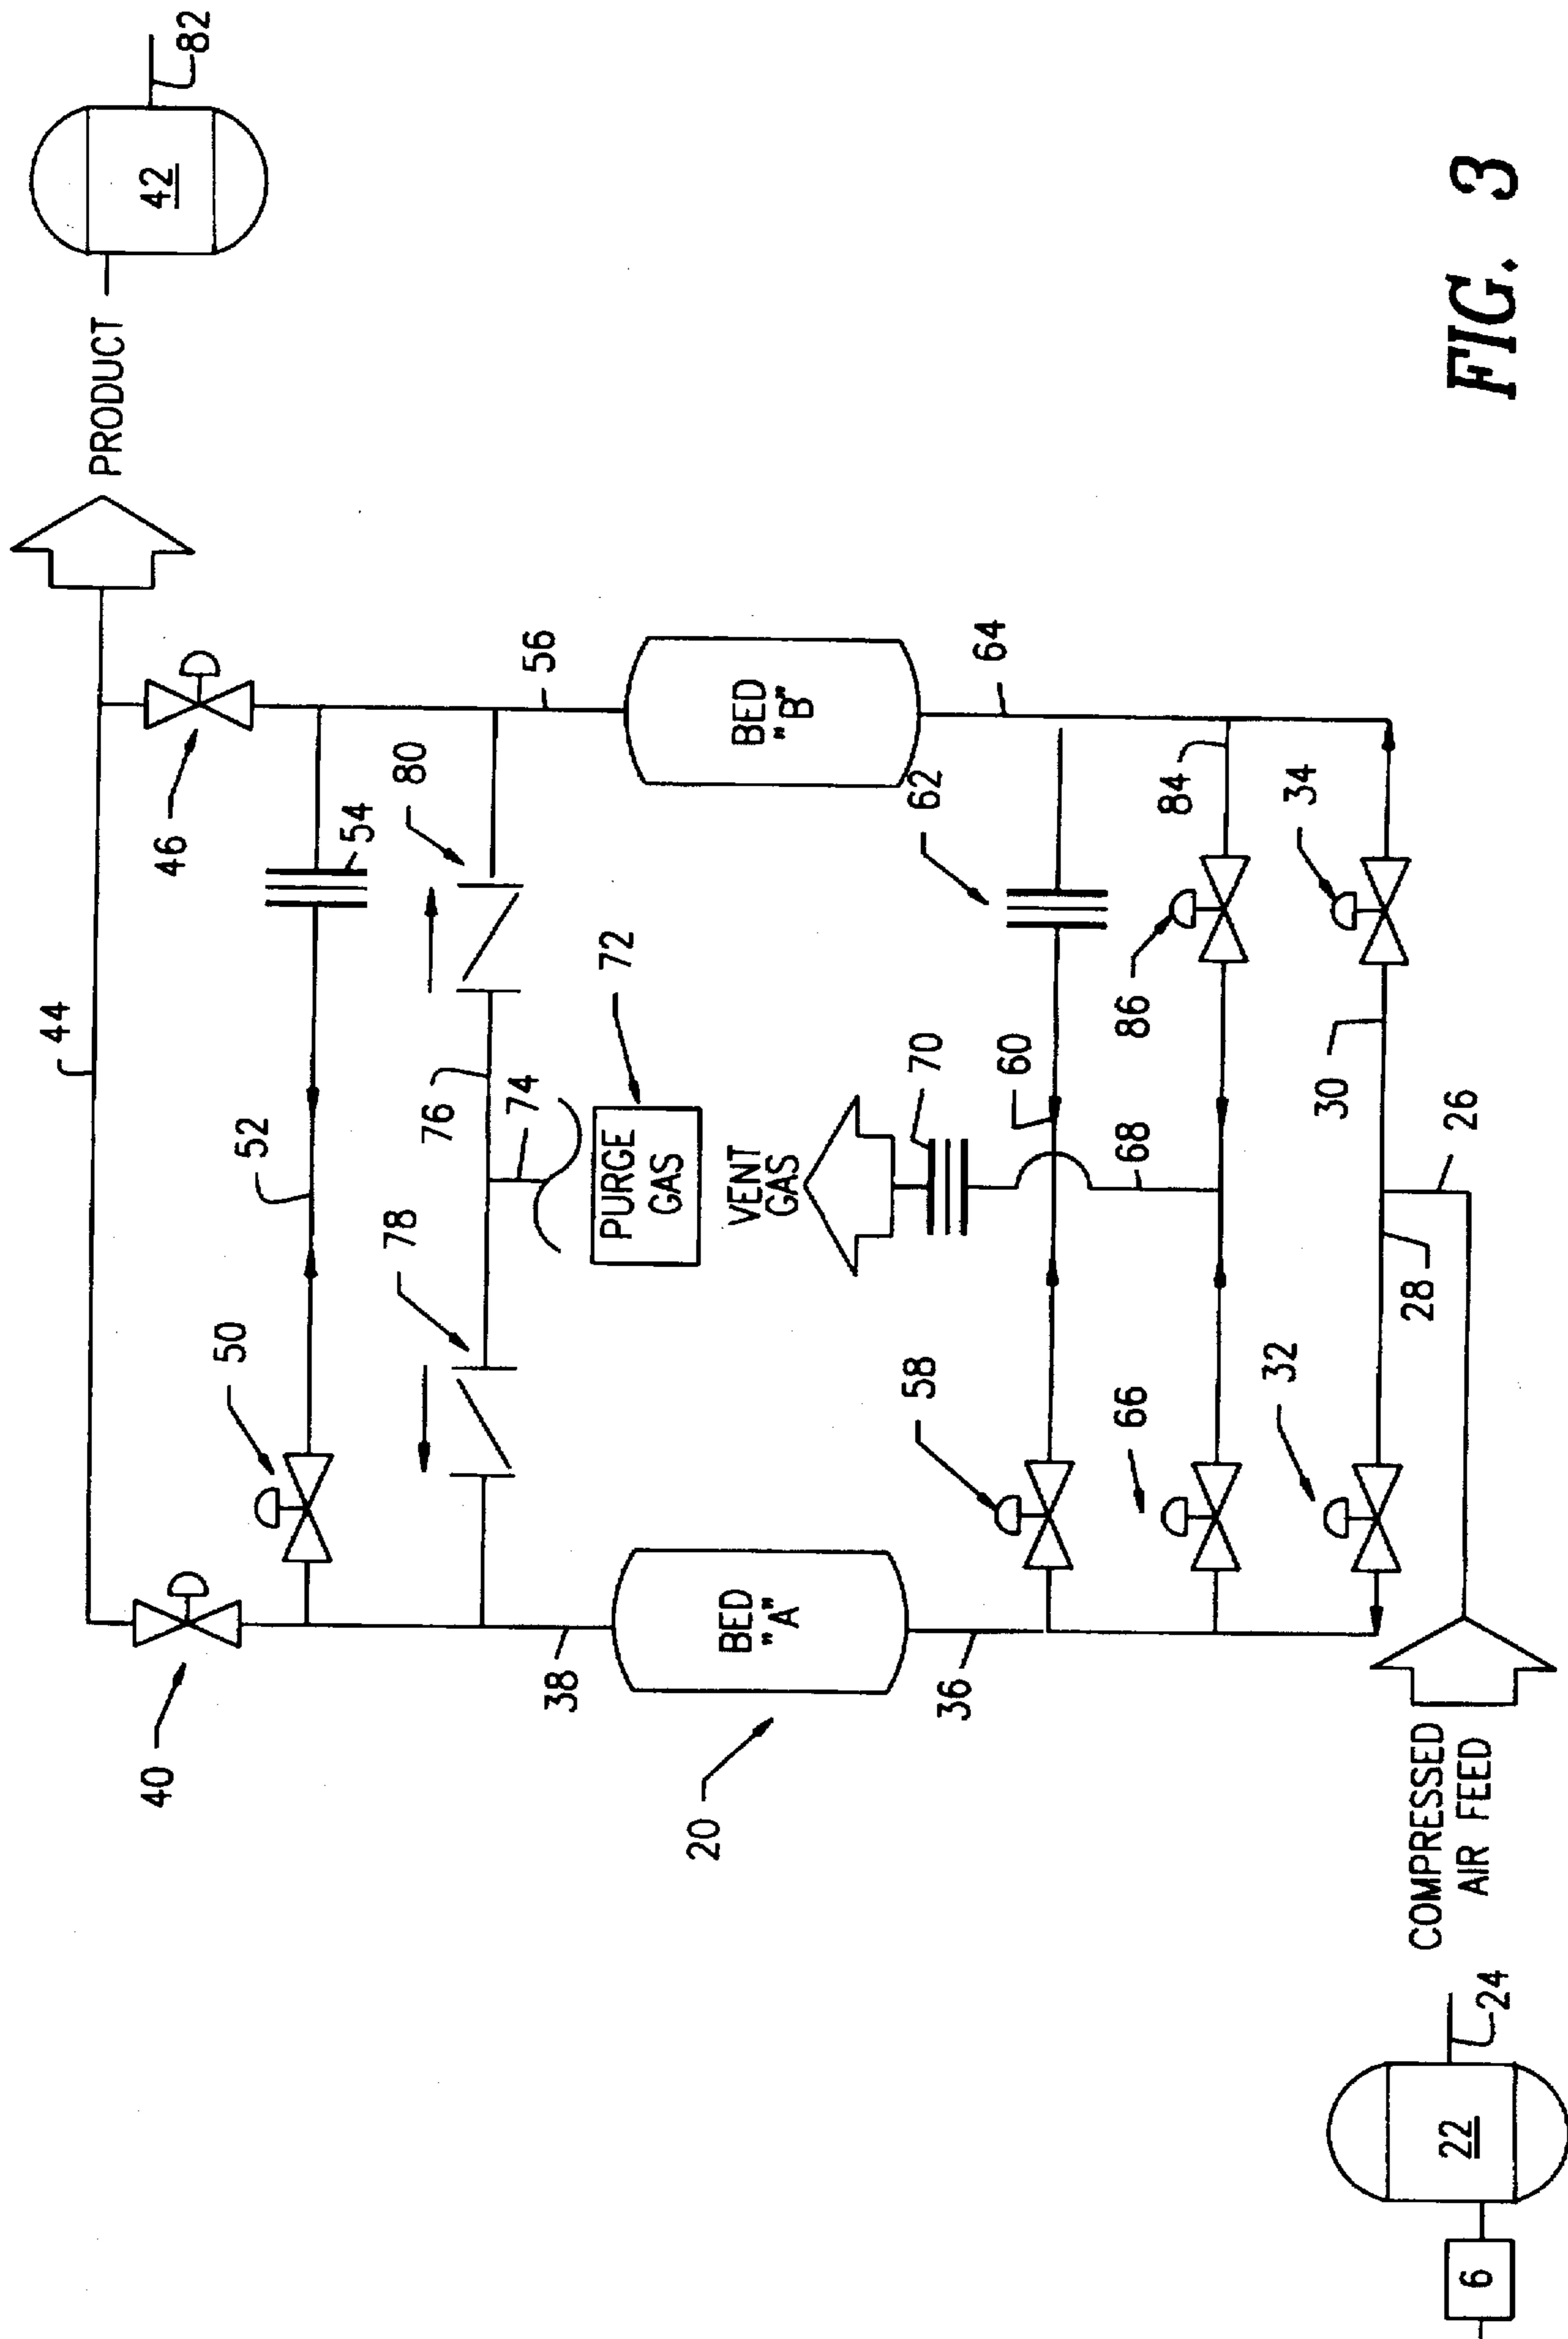 82
42
PRODUCT
44
46
40
50
52
54
56
38
78
76
74
80
72
PURGE
GAS
VENT
GAS
70
BED
"A"
BED
"B"
20
36
58
60
62
64
66
68
84
86
32
34
28
30
26
COMPRESSED
AIR FEED
6
22
24
FIG. 3